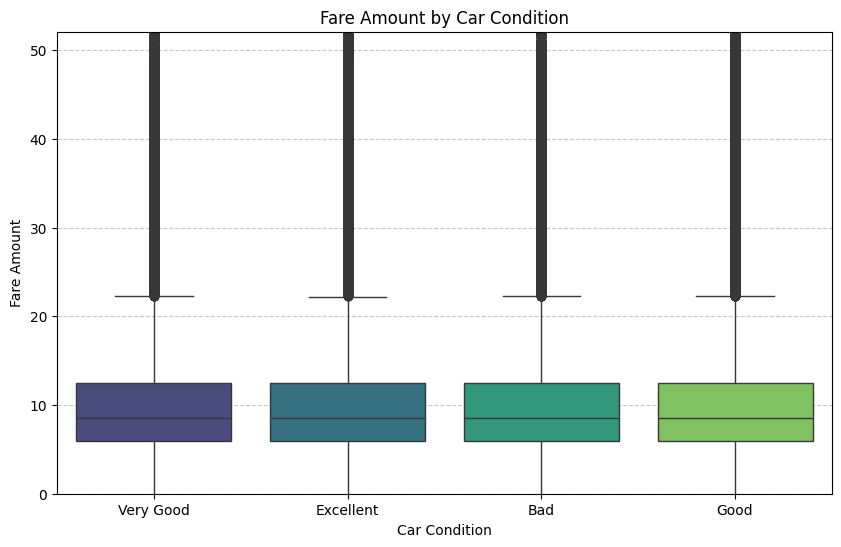 Fare Amount by Car Condition
50
40
30
20
10
0
Fare Amount
Very Good
Excellent
Bad
Good
Car Condition